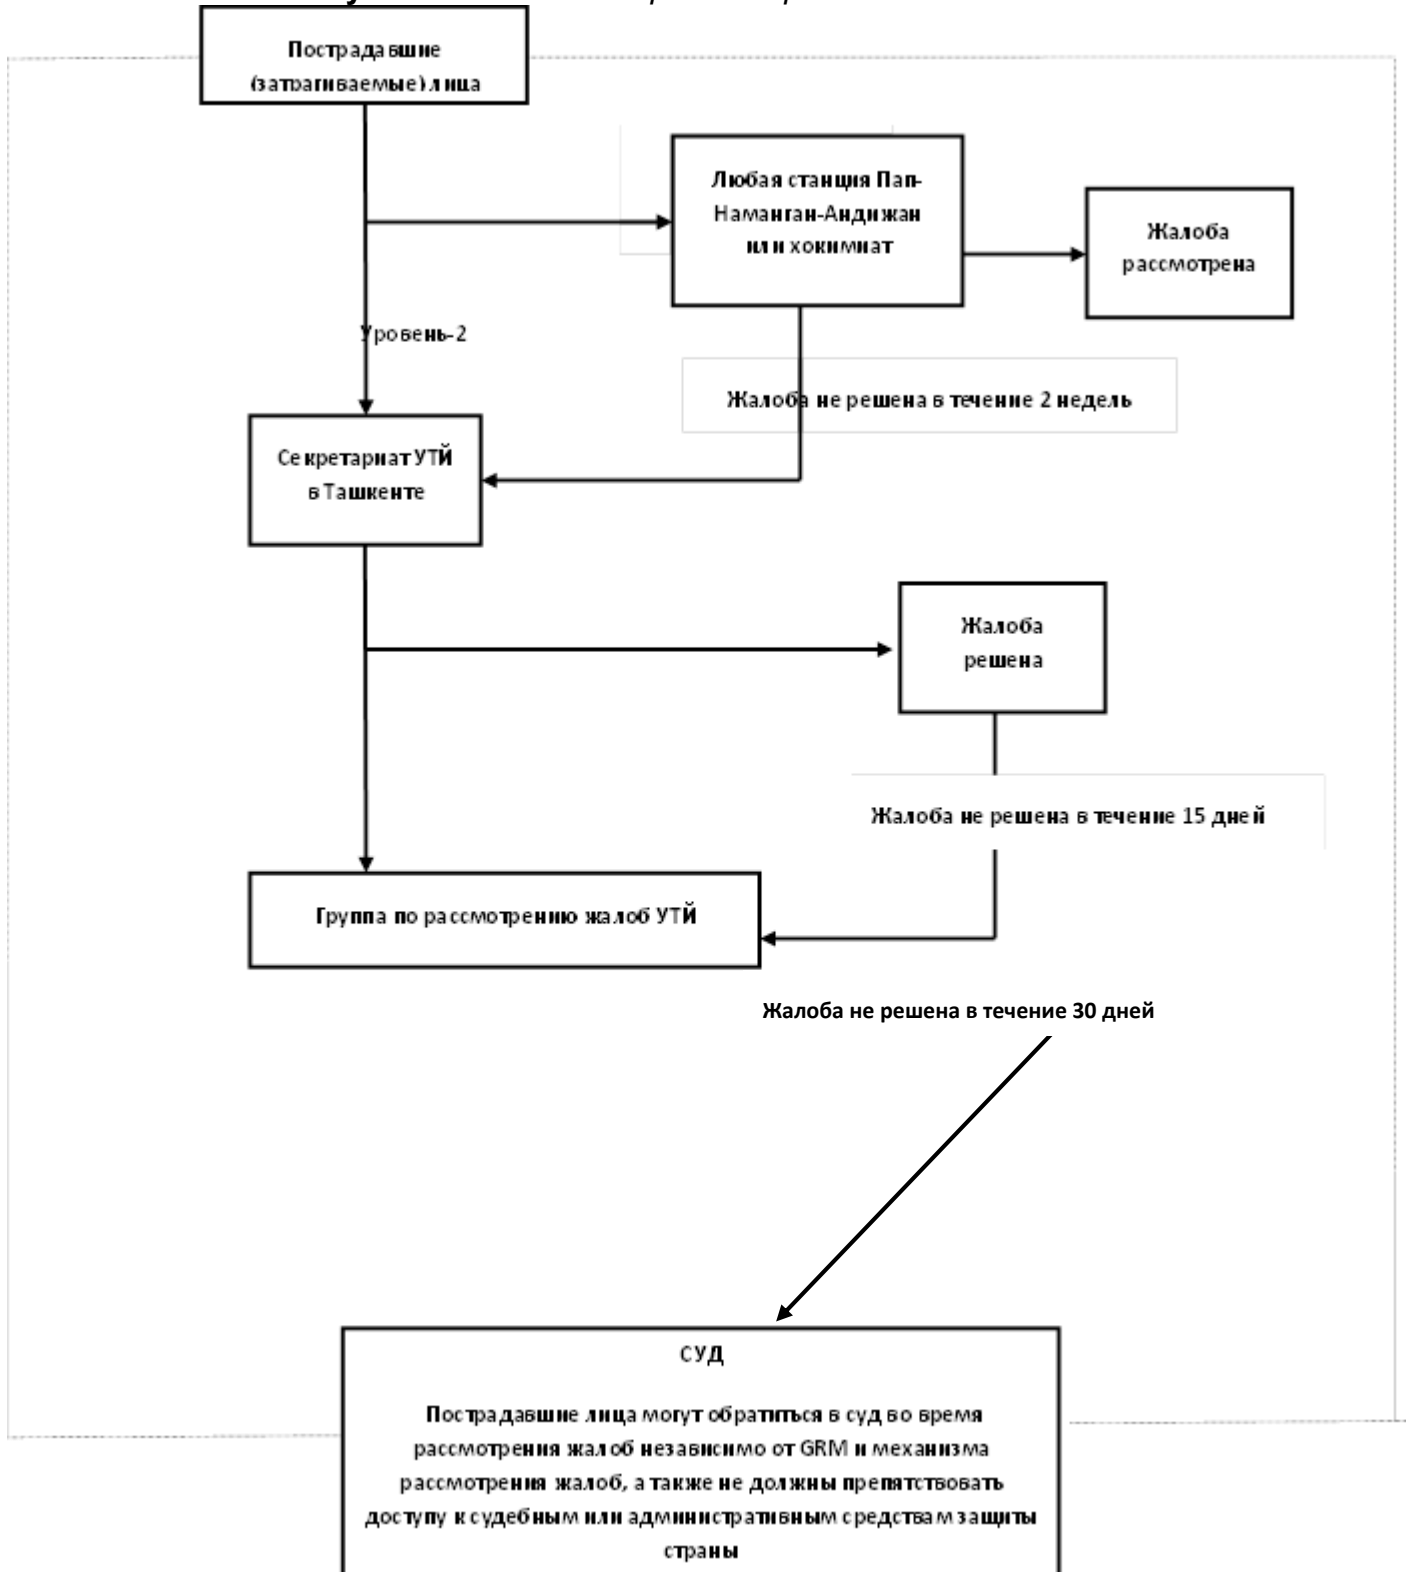 Пострадавшие
(затрагиваемые) лица
Любая станция Пап-
Наманган-Андижан
или хокимиат
Жалоба
рассмотрена
Уровень-2
Жалоба не решена в течение 2 недель
Секретариат УТЙ
в Ташкенте
Жалоба
решена
Жалоба не решена в течение 15 дней
Группа по рассмотрению жалоб УТЙ
Жалоба не решена в течение 30 дней
СУД
Пострадавшие лица могут обратиться в суд во время
рассмотрения жалоб независимо от GRM и механизма
рассмотрения жалоб, а также не должны препятствовать
доступу к судебным или административным средствам защиты
страны